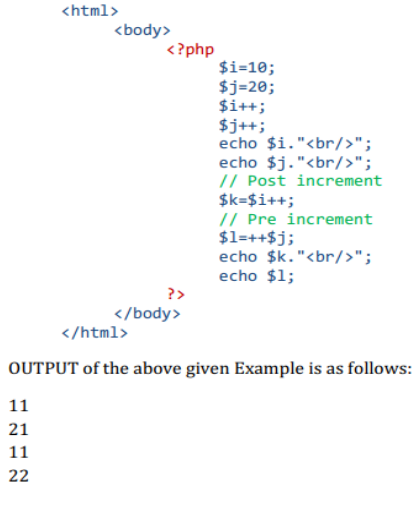 <html>
<body>
<?php
$i=10;
$j=20;
$i++;
$j++;
echo $i."<br/>";
echo $j."<br/>";
// Post increment
$k=$i++;
// Pre increment
$l=++$j;
echo $k."<br/>";
echo $l;
?>
</body>
</html>
OUTPUT of the above given Example is as follows:
11
21
11
22